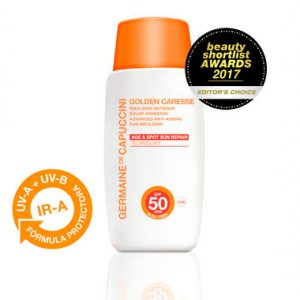 GOLDEN CARESSE
EMULSIÓN ANTIEDAD
SOLAR AVANZADA
ADVANCED ANTI-AGEING
SUN EMULSION
AGE & SPOT SUN REPAIR
TECHNOLOGY
GERMAINE DE CAPUCCINI
SPF
50
beauty
shortlist
AWARDS
2017
EDITOR'S CHOICE
UV-A + UV-B
IR-A
FÓRMULA PROTECTORA